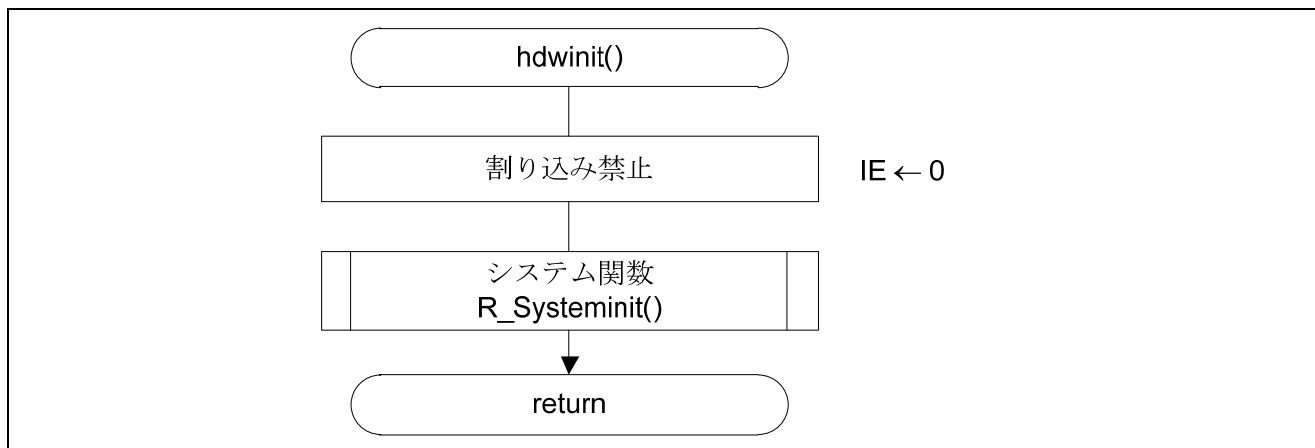 hdwinit()
割り込み禁止
IE ← 0
システム関数
R_Systeminit()
return